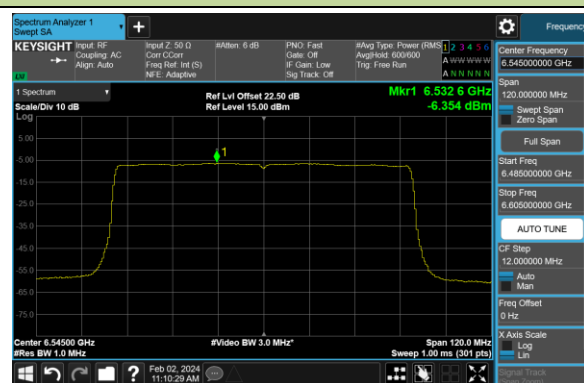 Spectrum Analyzer 1
Swept SA
Frequency
KEYSIGHT
Input: RF
Coupling: AC
Align: Auto
Input Z: 50 Ω
Corr CCorr
Freq Ref: Int (S)
NFE: Adaptive
#Atten: 6 dB
PNO: Fast
Gate: Off
IF Gain: Low
Sig Track: Off
#Avg Type: Power (RMS
Avg|Hold: 600/600
Trig: Free Run
1 2 3 4 5 6
A W W W W W
A N N N N N
LV
1 Spectrum
Scale/Div 10 dB
Log
Ref Lvl Offset 22.50 dB
Ref Level 15.00 dBm
Mkr1 6.532 6 GHz
-6.354 dBm
5.00
-5.00
-15.0
-25.0
-35.0
-45.0
-55.0
-65.0
-75.0
1
Center 6.54500 GHz
#Res BW 1.0 MHz
#Video BW 3.0 MHz*
Span 120.0 MHz
Sweep 1.00 ms (301 pts)
Center Frequency
6.545000000 GHz
Span
120.000000 MHz
Swept Span
Zero Span
Full Span
Start Freq
6.485000000 GHz
Stop Freq
6.605000000 GHz
AUTO TUNE
CF Step
12.000000 MHz
Auto
Man
Freq Offset
0 Hz
X Axis Scale
Log
Lin
Signal Track
Feb 02, 2024
11:10:29 AM